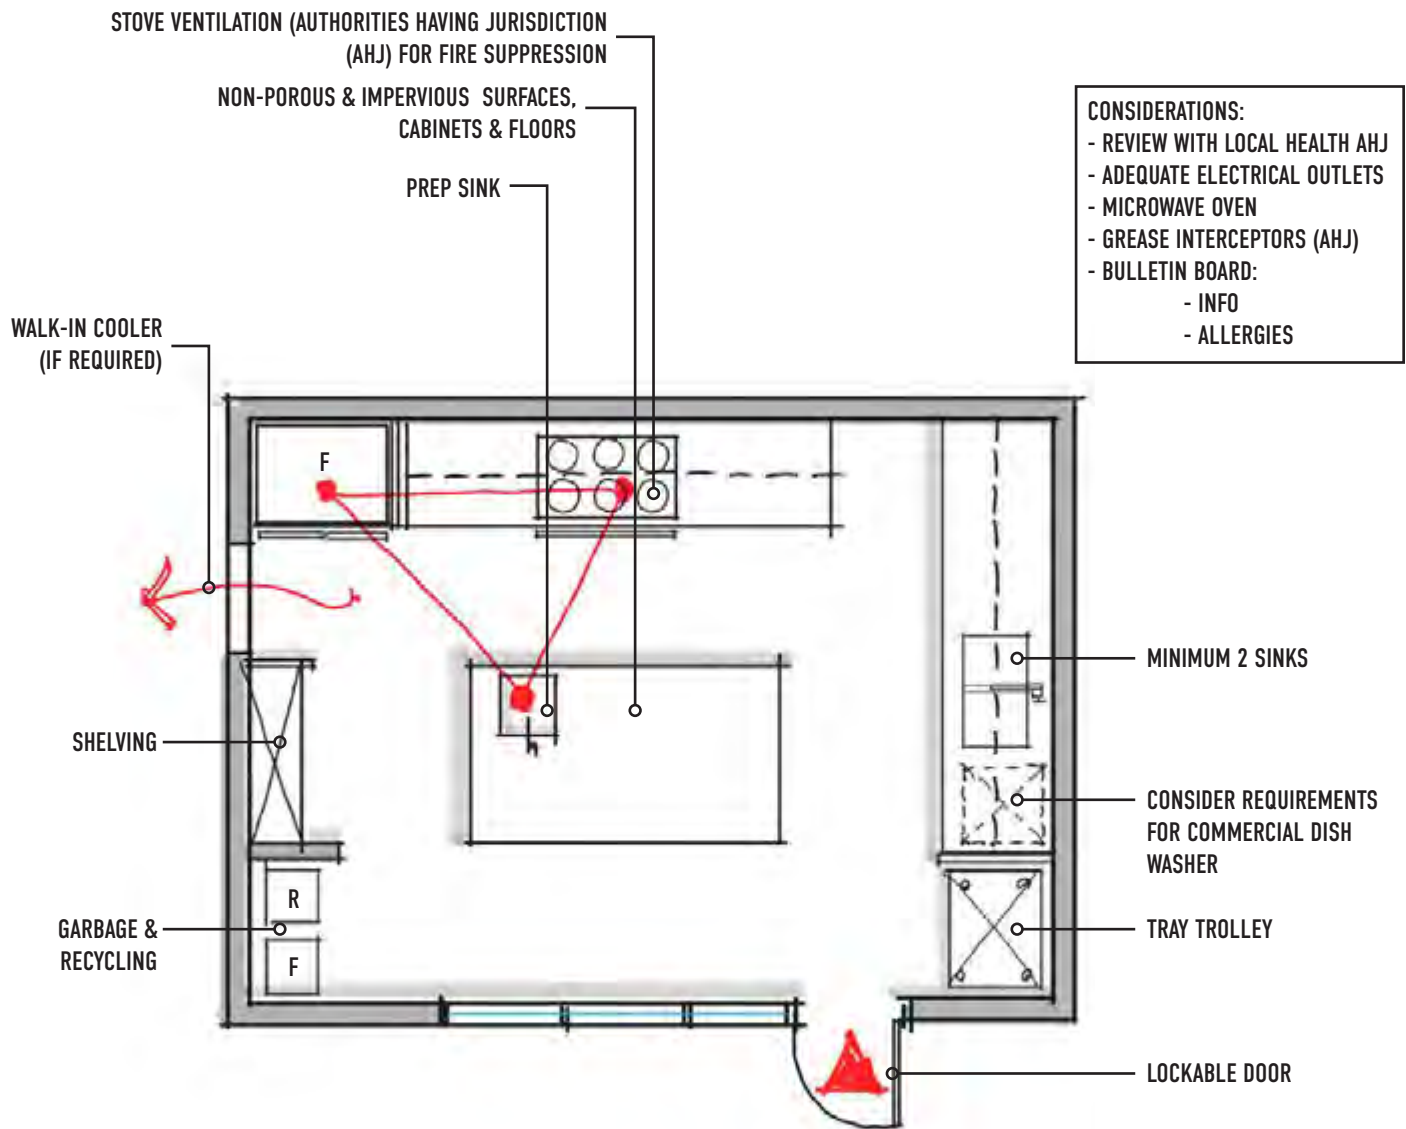 STOVE VENTILATION (AUTHORITIES HAVING JURISDICTION
(AHJ) FOR FIRE SUPPRESSION
NON-POROUS & IMPERVIOUS SURFACES,
CABINETS & FLOORS
PREP SINK
CONSIDERATIONS:
- REVIEW WITH LOCAL HEALTH AHJ
- ADEQUATE ELECTRICAL OUTLETS
- MICROWAVE OVEN
- GREASE INTERCEPTORS (AHJ)
- BULLETIN BOARD:
- INFO
- ALLERGIES
WALK-IN COOLER
(IF REQUIRED)
F
MINIMUM 2 SINKS
SHELVING
CONSIDER REQUIREMENTS
FOR COMMERCIAL DISH
WASHER
R
GARBAGE &
RECYCLING
F
TRAY TROLLEY
LOCKABLE DOOR